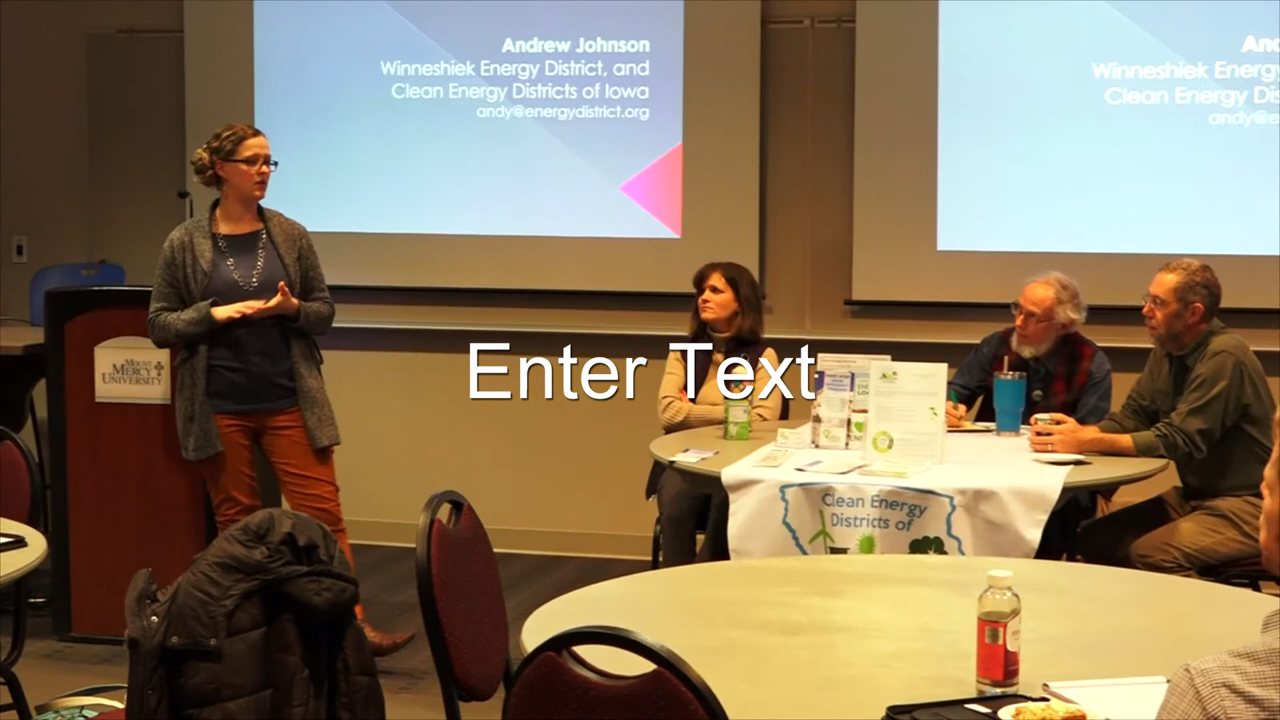 Andrew Johnson
Winneshiek Energy District, and
Clean Energy Districts of Iowa
andy@energydistrict.org
Winneshiek Energy
Clean Energy
MOUNT
MERCY
UNIVERSITY
Enter Text
Clean Energy
Districts of